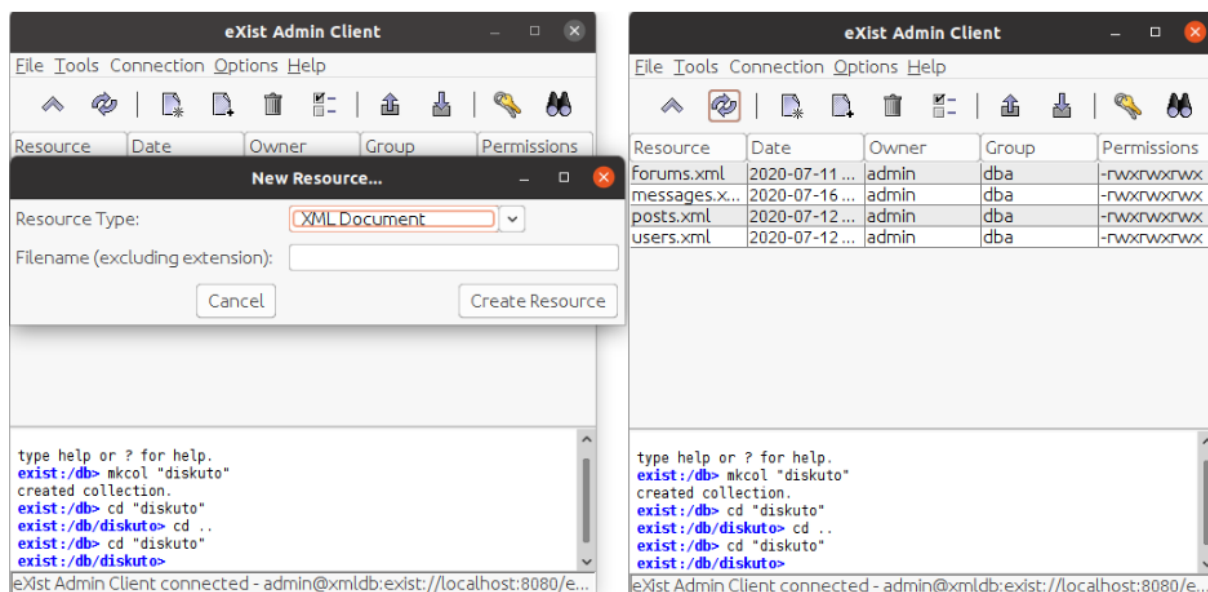 eXist Admin Client
File Tools Connection Options Help
Resource Date Owner Group Permissions
New Resource...
Resource Type: XML Document
Filename (excluding extension):
Cancel Create Resource
type help or ? for help.
exist:/db> mkcol "diskuto"
created collection.
exist:/db> cd "diskuto"
exist:/db/diskuto> cd ..
exist:/db> cd "diskuto"
exist:/db/diskuto>
eXist Admin Client connected - admin@xmldb:exist://localhost:8080/e...
eXist Admin Client
File Tools Connection Options Help
Resource Date Owner Group Permissions
forums.xml 2020-07-11 ... admin dba -rwxrwxrwx
messages.x... 2020-07-16 ... admin dba -rwxrwxrwx
posts.xml 2020-07-12 ... admin dba -rwxrwxrwx
users.xml 2020-07-12 ... admin dba -rwxrwxrwx
type help or ? for help.
exist:/db> mkcol "diskuto"
created collection.
exist:/db> cd "diskuto"
exist:/db/diskuto> cd ..
exist:/db> cd "diskuto"
exist:/db/diskuto>
eXist Admin Client connected - admin@xmldb:exist://localhost:8080/e...